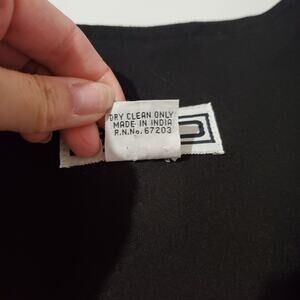 DRY CLEAN ONLY
MADE IN INDIA
R.N.No. 67203